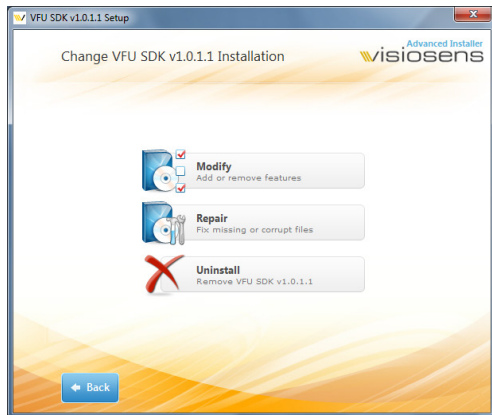 VFU SDK v1.0.1.1 Setup
Change VFU SDK v1.0.1.1 Installation
Advanced Installer
visiosens
Modify
Add or remove features
Repair
Fix missing or corrupt files
Uninstall
Remove VFU SDK v1.0.1.1
Back